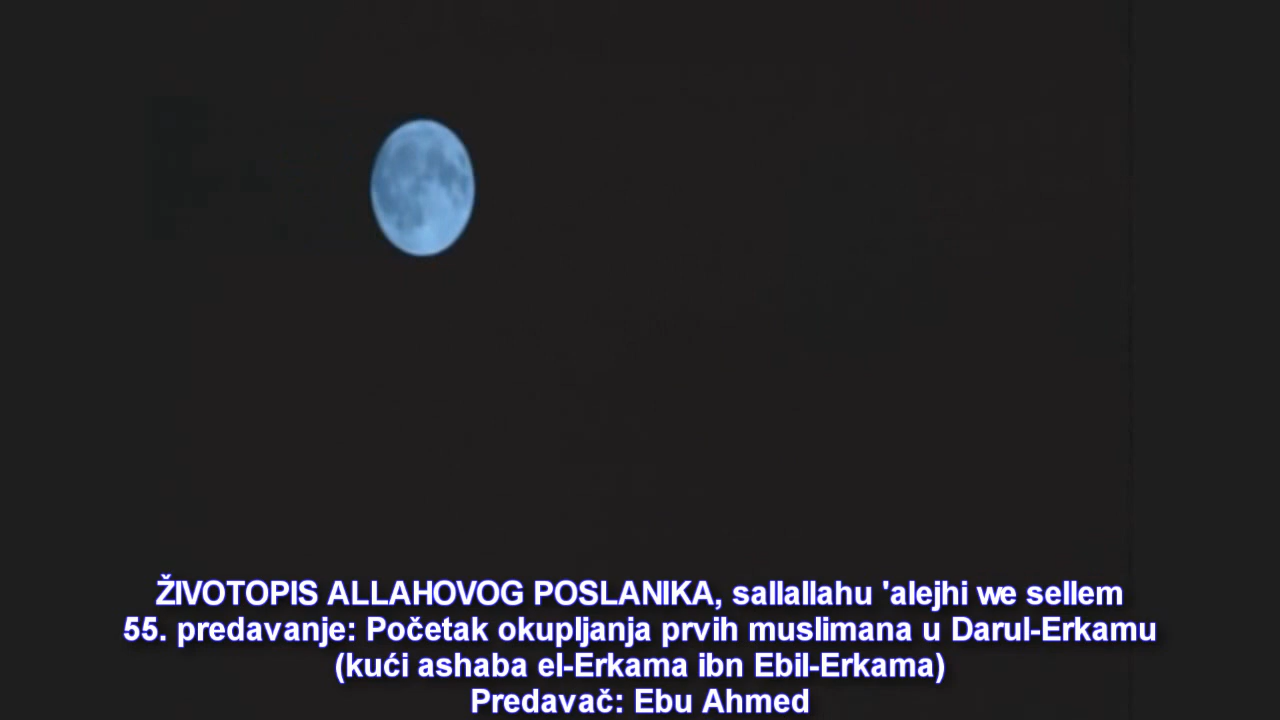 ŽIVOTOPIS ALLAHOVOG POSLANIKA, sallallahu 'alejhi we sellem
55. predavanje: Početak okupljanja prvih muslimana u Darul-Erkamu
(kući ashaba el-Erkama ibn Ebil-Erkama)
Predavač: Ebu Ahmed